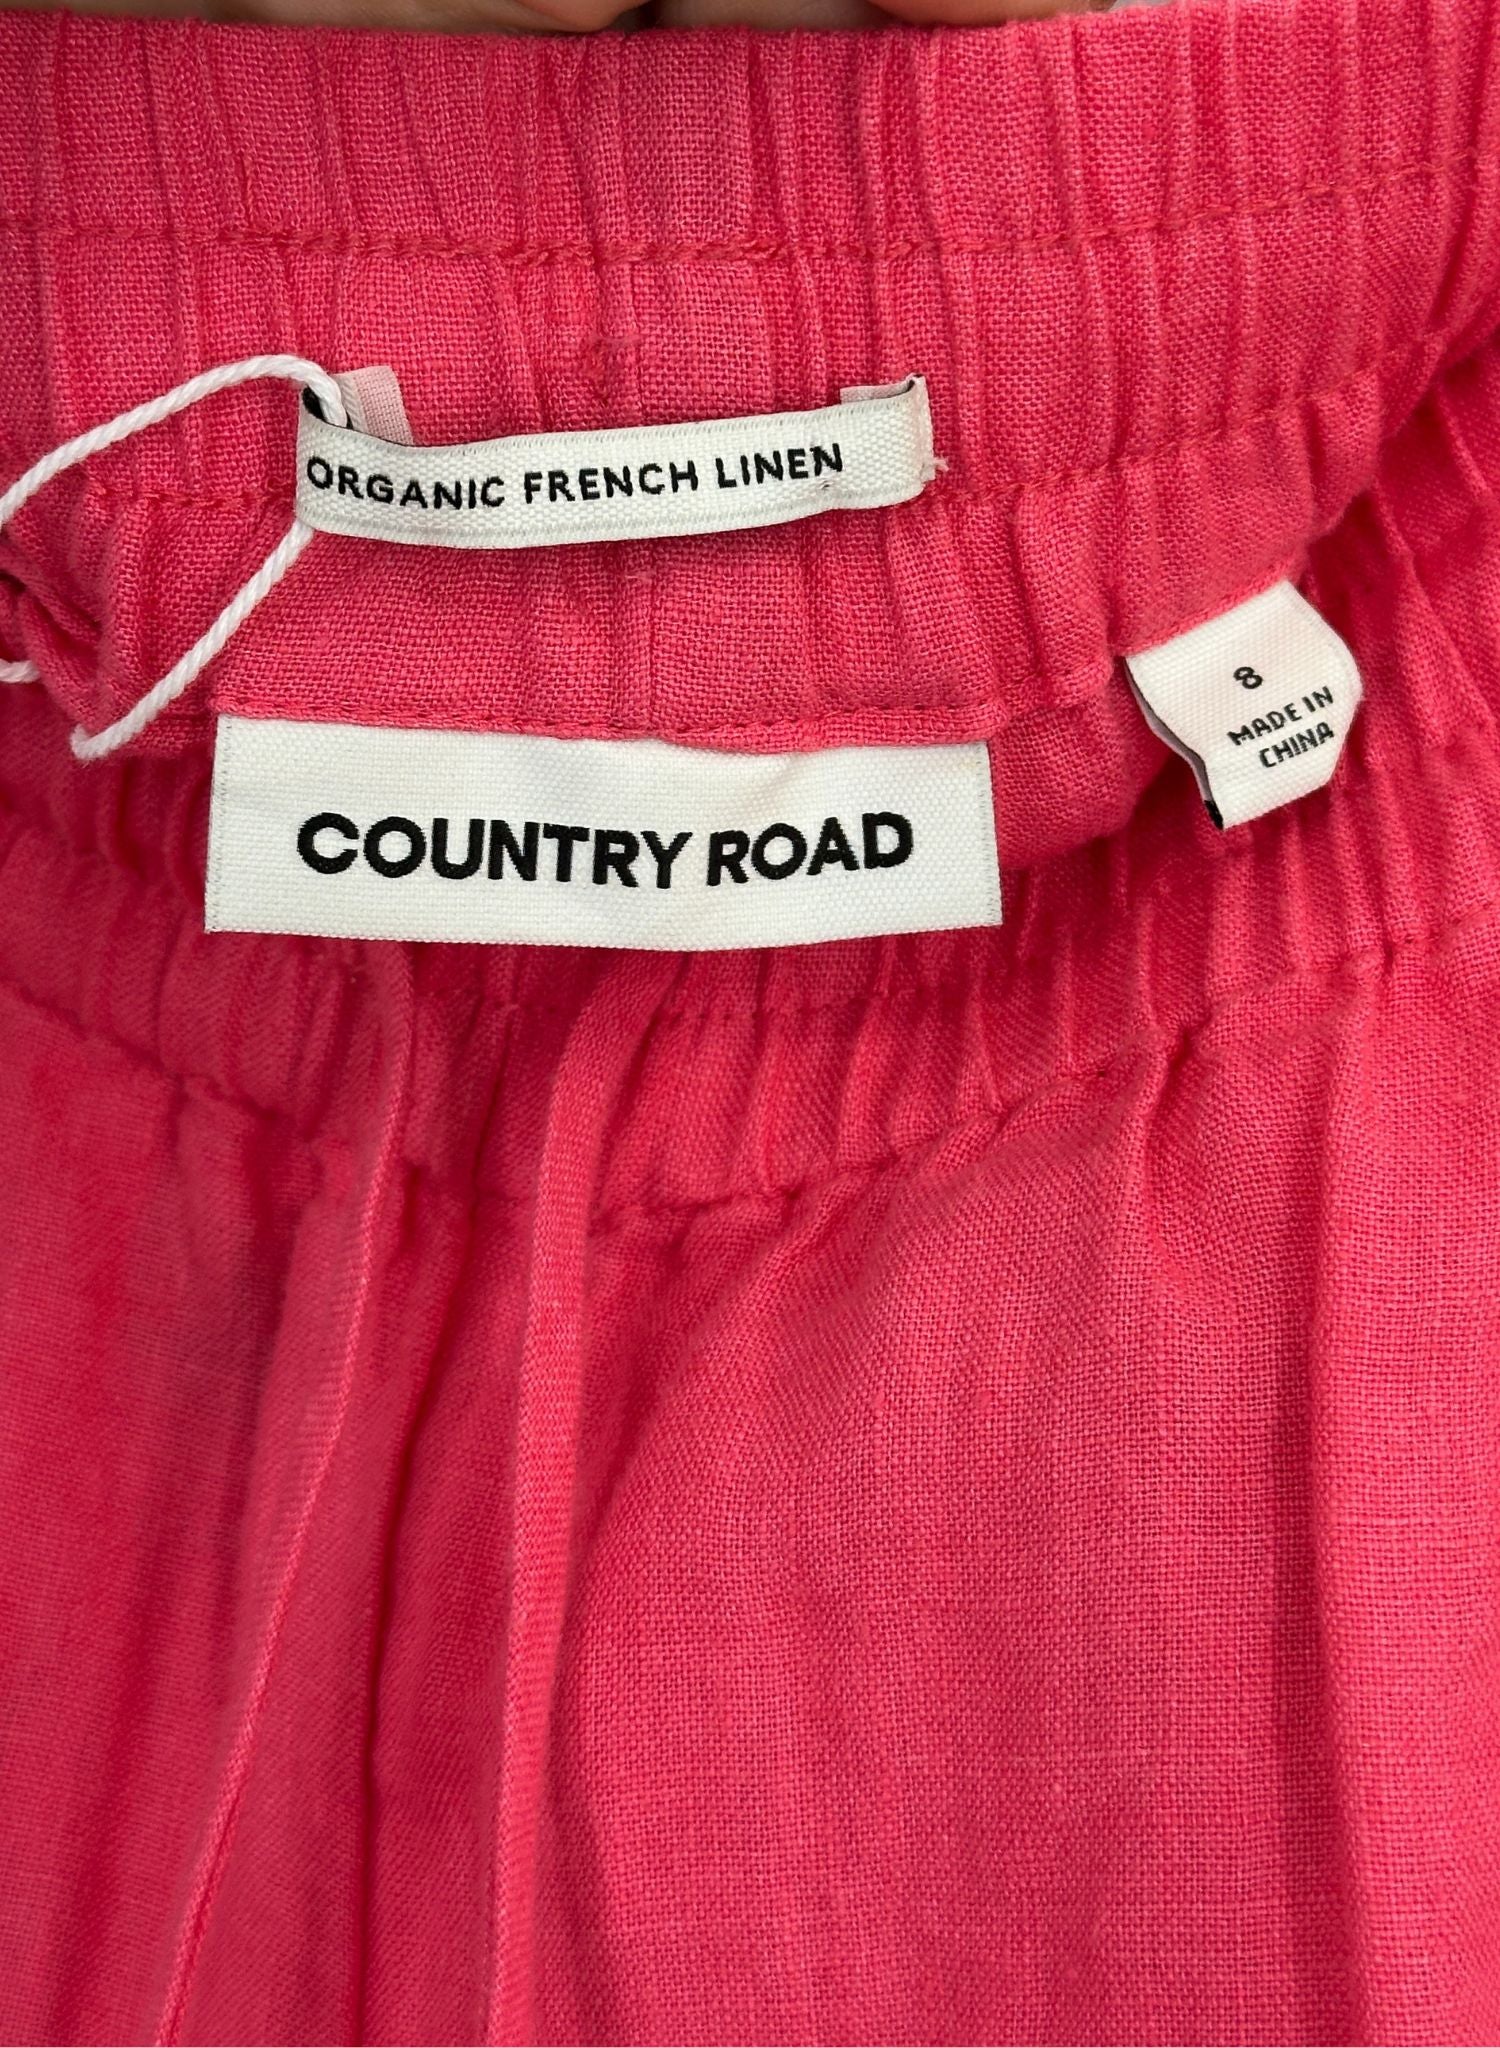 ORGANIC FRENCH LINEN
8
MADE IN
CHINA
COUNTRY ROAD